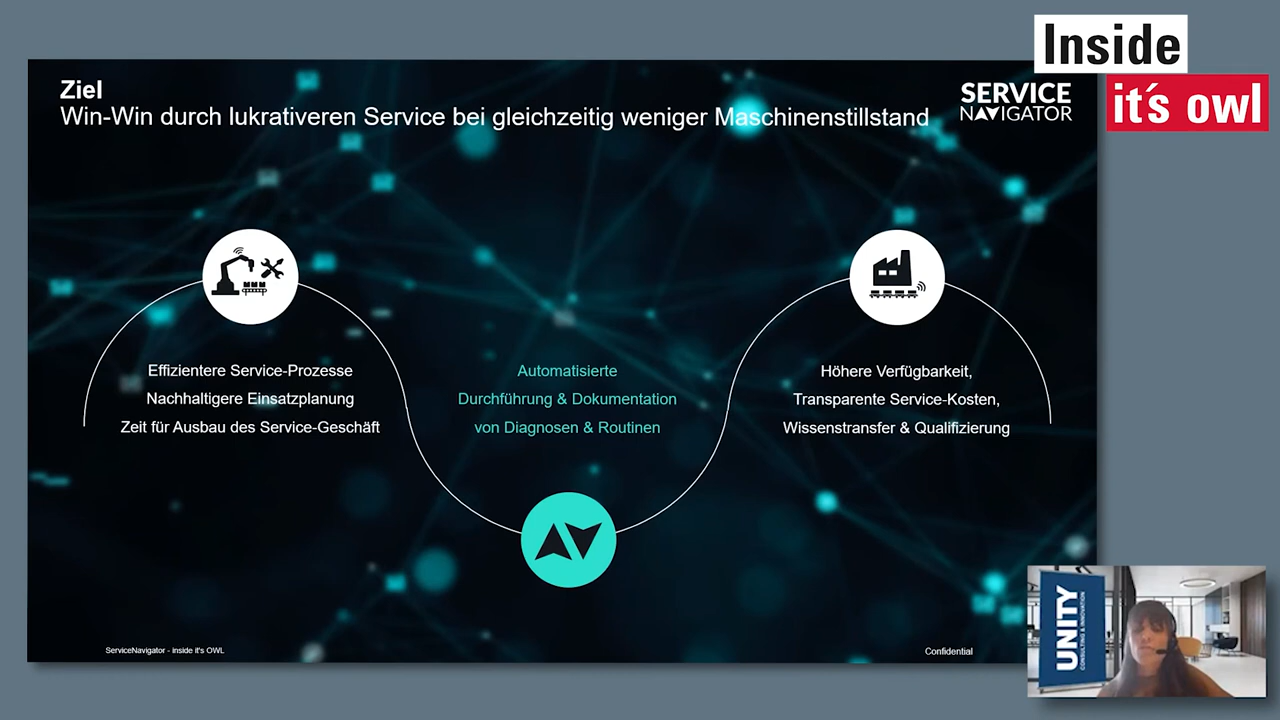 Inside
it's owl
Ziel
Win-Win durch lukrativeren Service bei gleichzeitig weniger Maschinenstillstand
SERVICE
NAVIGATOR
Effizientere Service-Prozesse
Nachhaltigere Einsatzplanung
Zeit für Ausbau des Service-Geschäft
Automatisierte
Durchführung & Dokumentation
von Diagnosen & Routinen
Höhere Verfügbarkeit,
Transparente Service-Kosten,
Wissenstransfer & Qualifizierung
ServiceNavigator - inside it's OWL
Confidential
UNITY
CONSULTING & INNOVATION